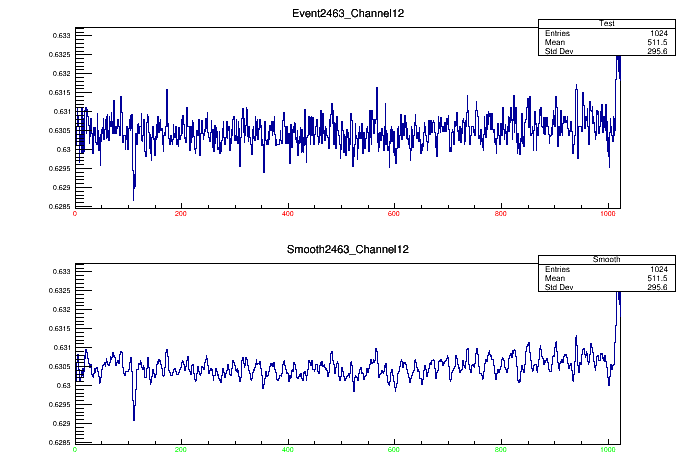 Event2463_Channel12
Test
Entries 1024
Mean 511.5
Std Dev 295.6
0.633
0.6325
0.632
0.6315
0.631
0.6305
0.63
0.6295
0.629
0.6285
0 200 400 600 800 1000
Smooth2463_Channel12
Smooth
Entries 1024
Mean 511.5
Std Dev 295.6
0.633
0.6325
0.632
0.6315
0.631
0.6305
0.63
0.6295
0.629
0.6285
0 200 400 600 800 1000